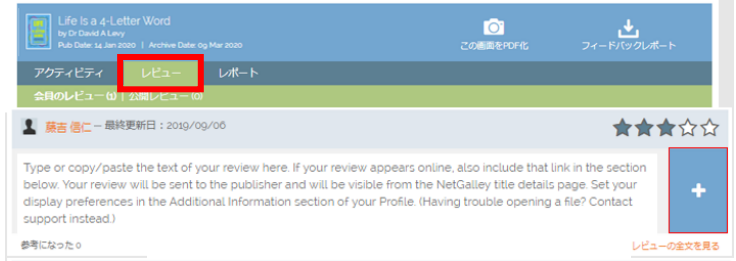 Life Is a 4-Letter Word
by Dr David A Levy
Pub Date: 14 Jan 2020 | Archive Date: 09 Mar 2020
この画面をPDF化
フィードバックレポート
アクティビティ
レビュー
レポート
会員のレビュー (1) | 公開レビュー (0)
藤吉 信仁 – 最終更新日：2019/09/06
Type or copy/paste the text of your review here. If your review appears online, also include that link in the section
below. Your review will be sent to the publisher and will be visible from the NetGalley title details page. Set your
display preferences in the Additional Information section of your Profile. (Having trouble opening a file? Contact
support instead.)
参考になった 0
レビューの全文を見る